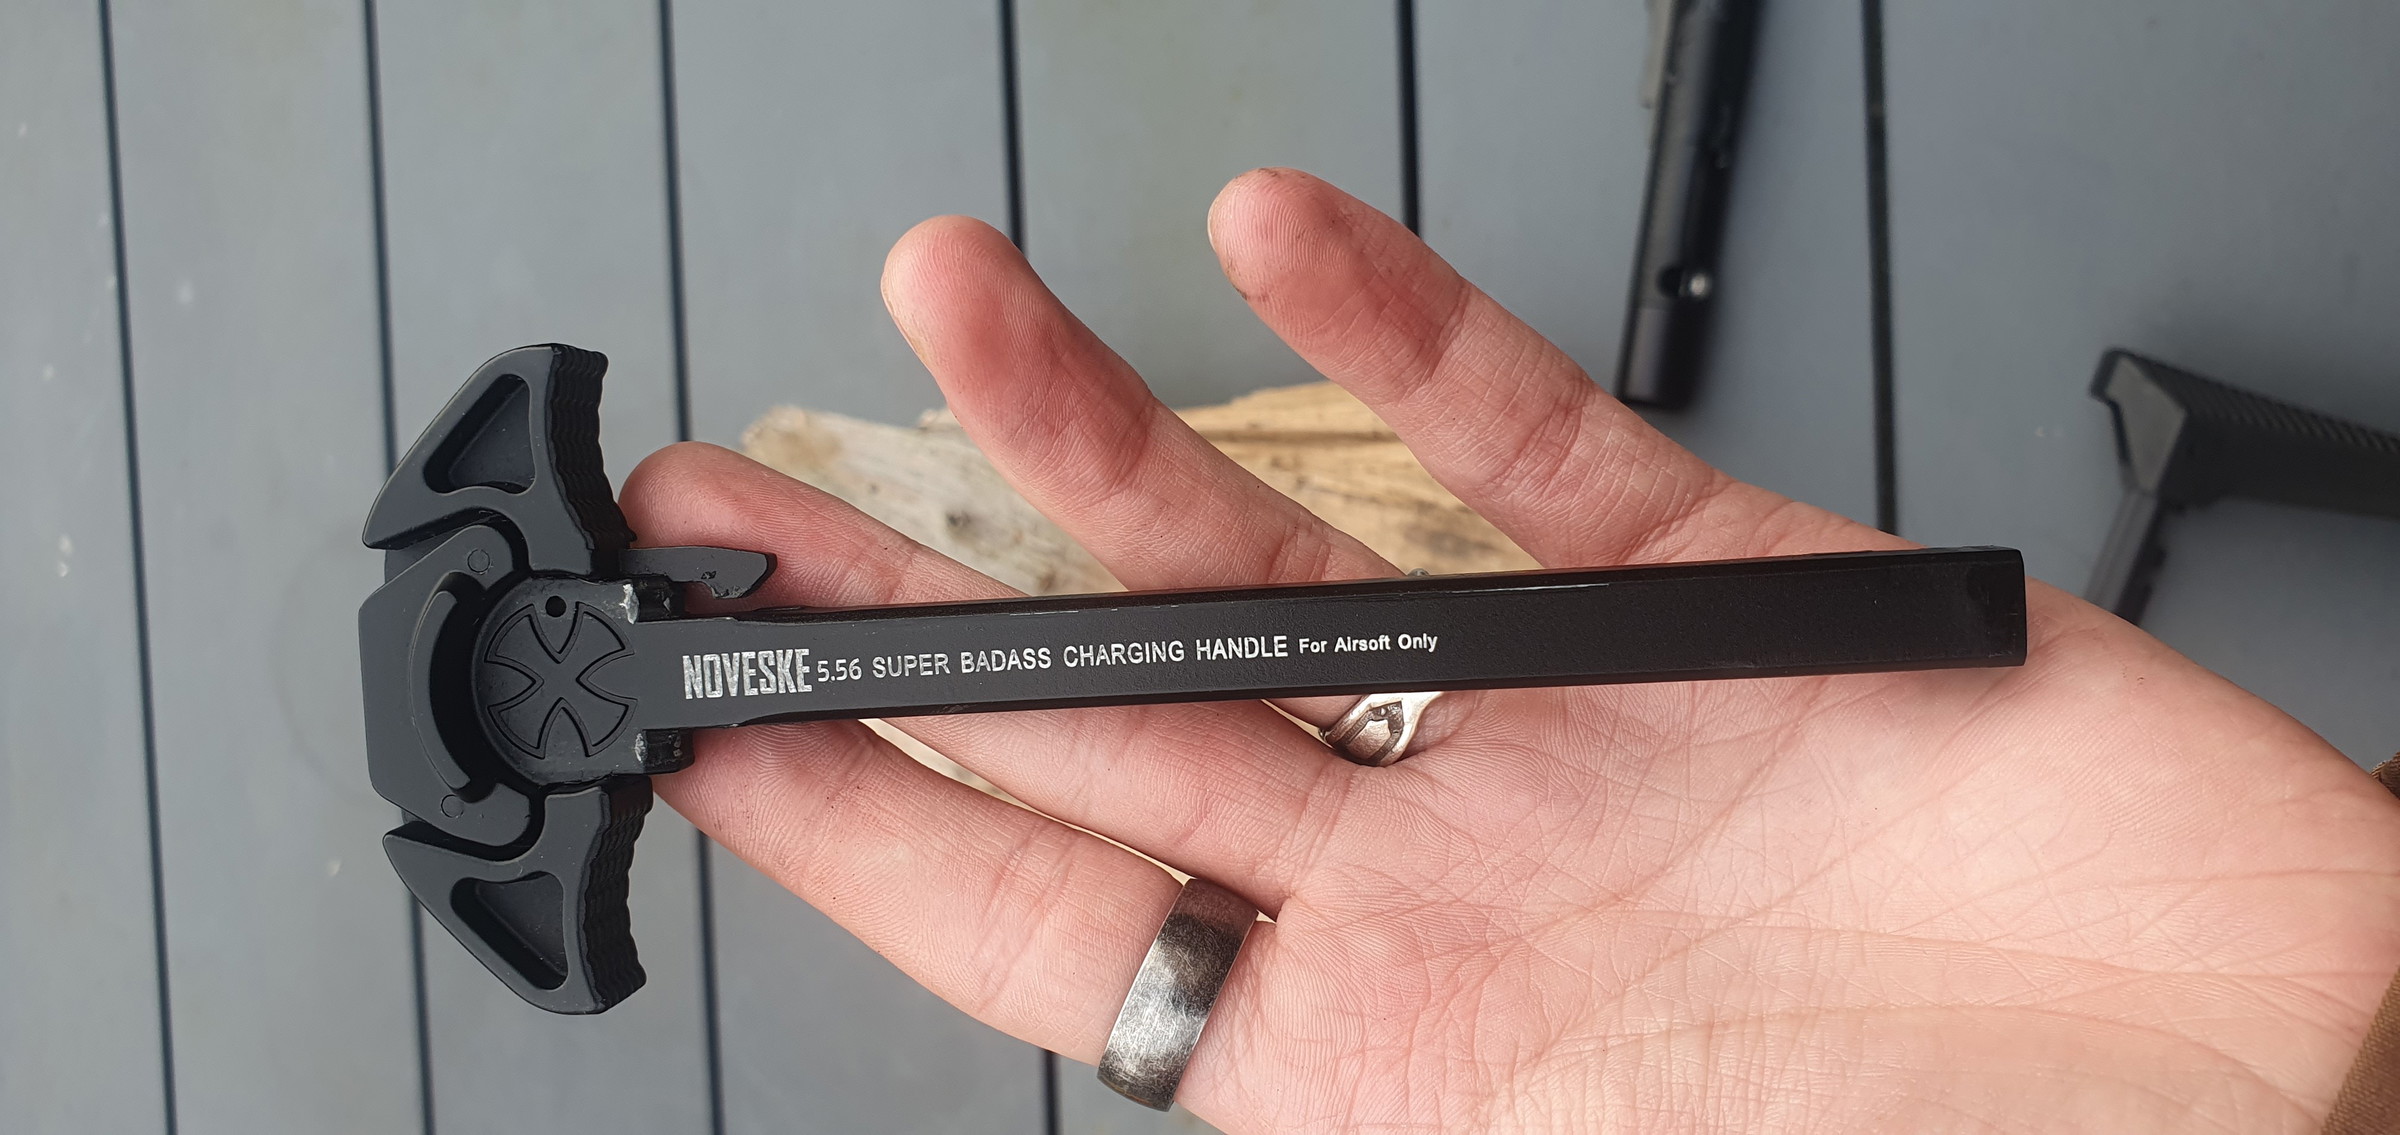 NOVESKE 5.56 SUPER BADASS CHARGING HANDLE For Airsoft Only